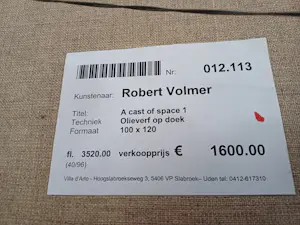 Nr: 012.113
Kunstenaar: Robert Volmer
Titel: A cast of space 1
Techniek Olieverf op doek
Formaat 100 x 120
fl. 3520.00 verkoopprijs € 1600.00
(40/96)
Villa d'Arte - Hoogslabroekseweg 3, 5406 VP Slabroek-- Uden tel: 0412-617310